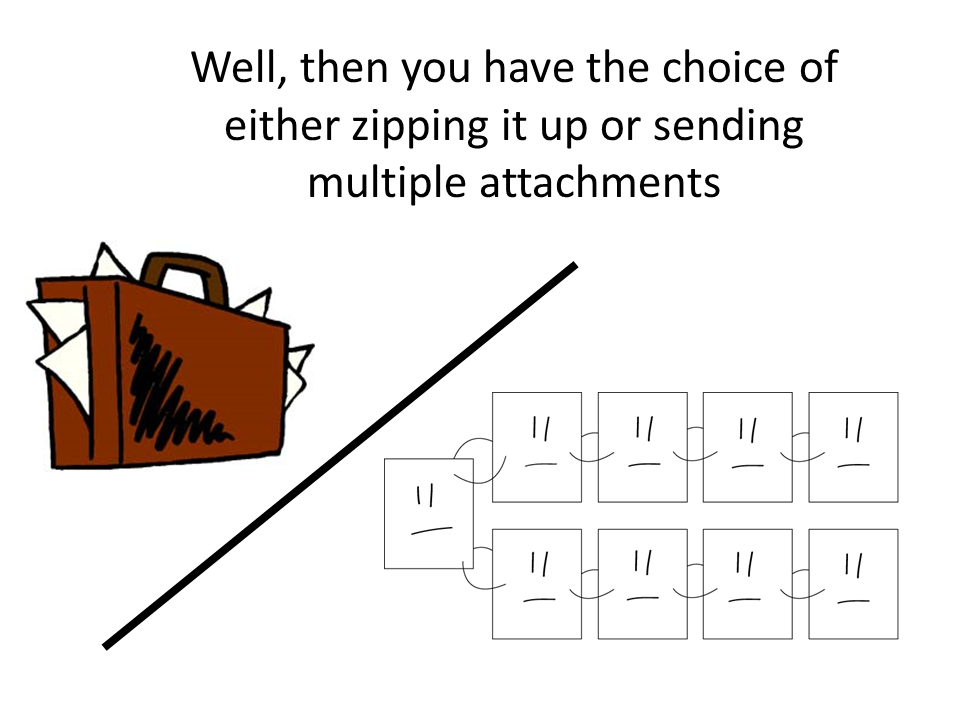 Well, then you have the choice of
either zipping it up or sending
multiple attachments